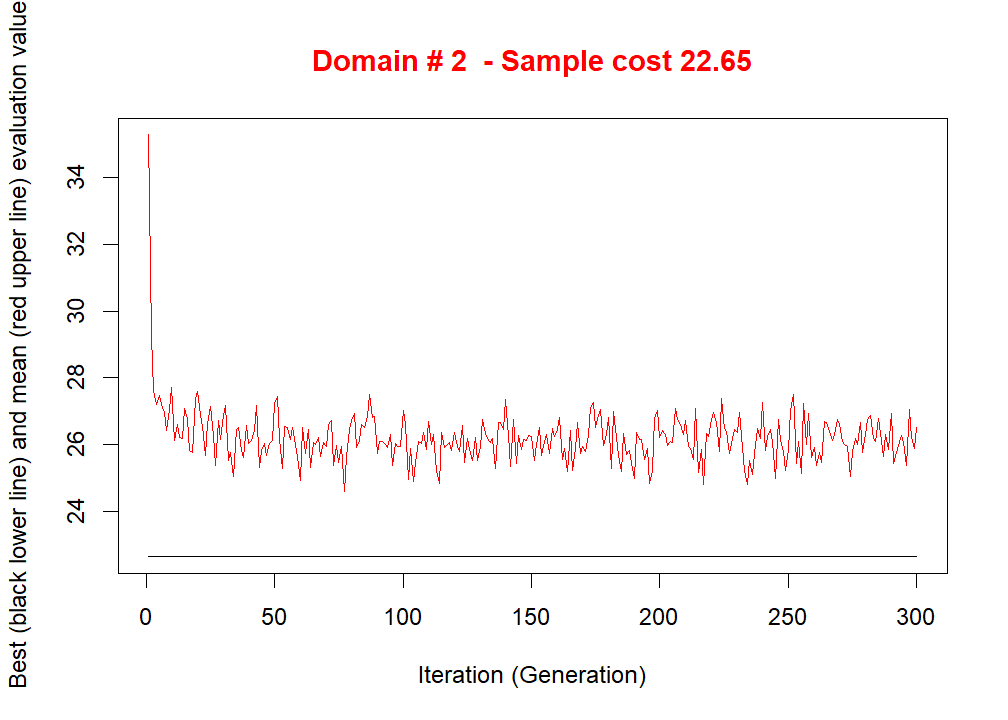 Domain # 2  - Sample cost 22.65
Best (black lower line) and mean (red upper line) evaluation value
34
32
30
28
26
24
0 50 100 150 200 250 300
Iteration (Generation)